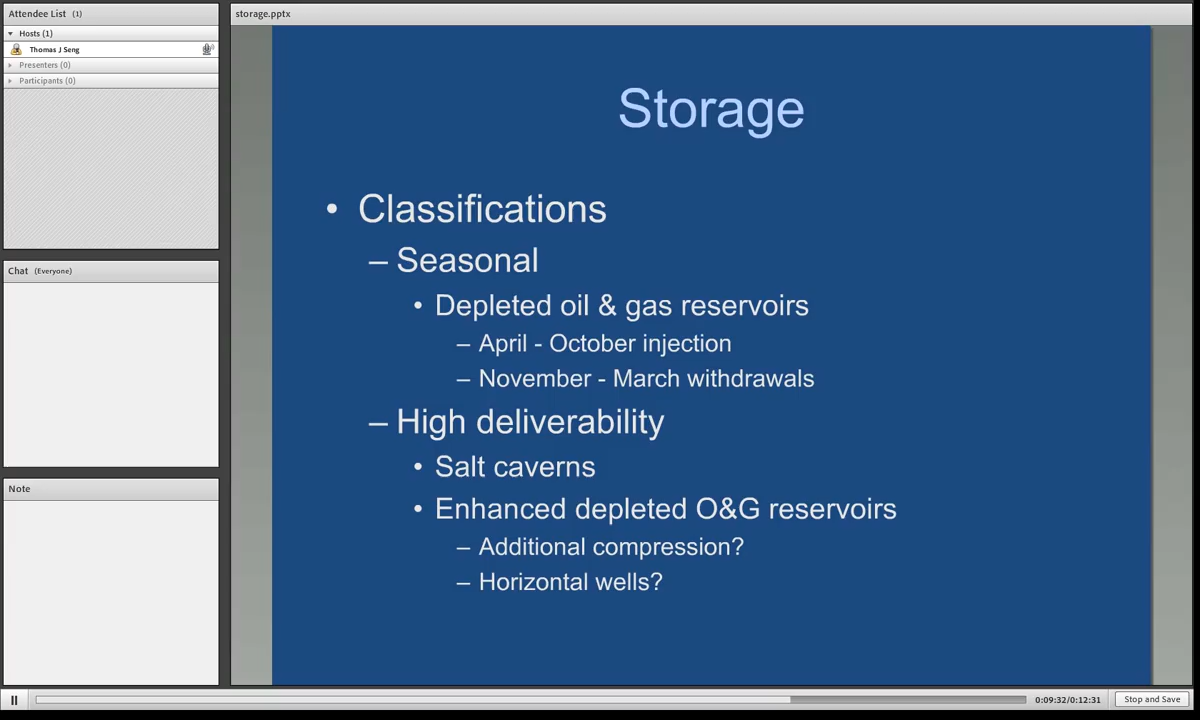 Attendee List (1)
Hosts (1)
Thomas J Seng
Presenters (0)
Participants (0)
Chat (Everyone)
Note
storage.pptx
Storage
• Classifications
– Seasonal
• Depleted oil & gas reservoirs
– April - October injection
– November - March withdrawals
– High deliverability
• Salt caverns
• Enhanced depleted O&G reservoirs
– Additional compression?
– Horizontal wells?
0:09:32/0:12:31
Stop and Save